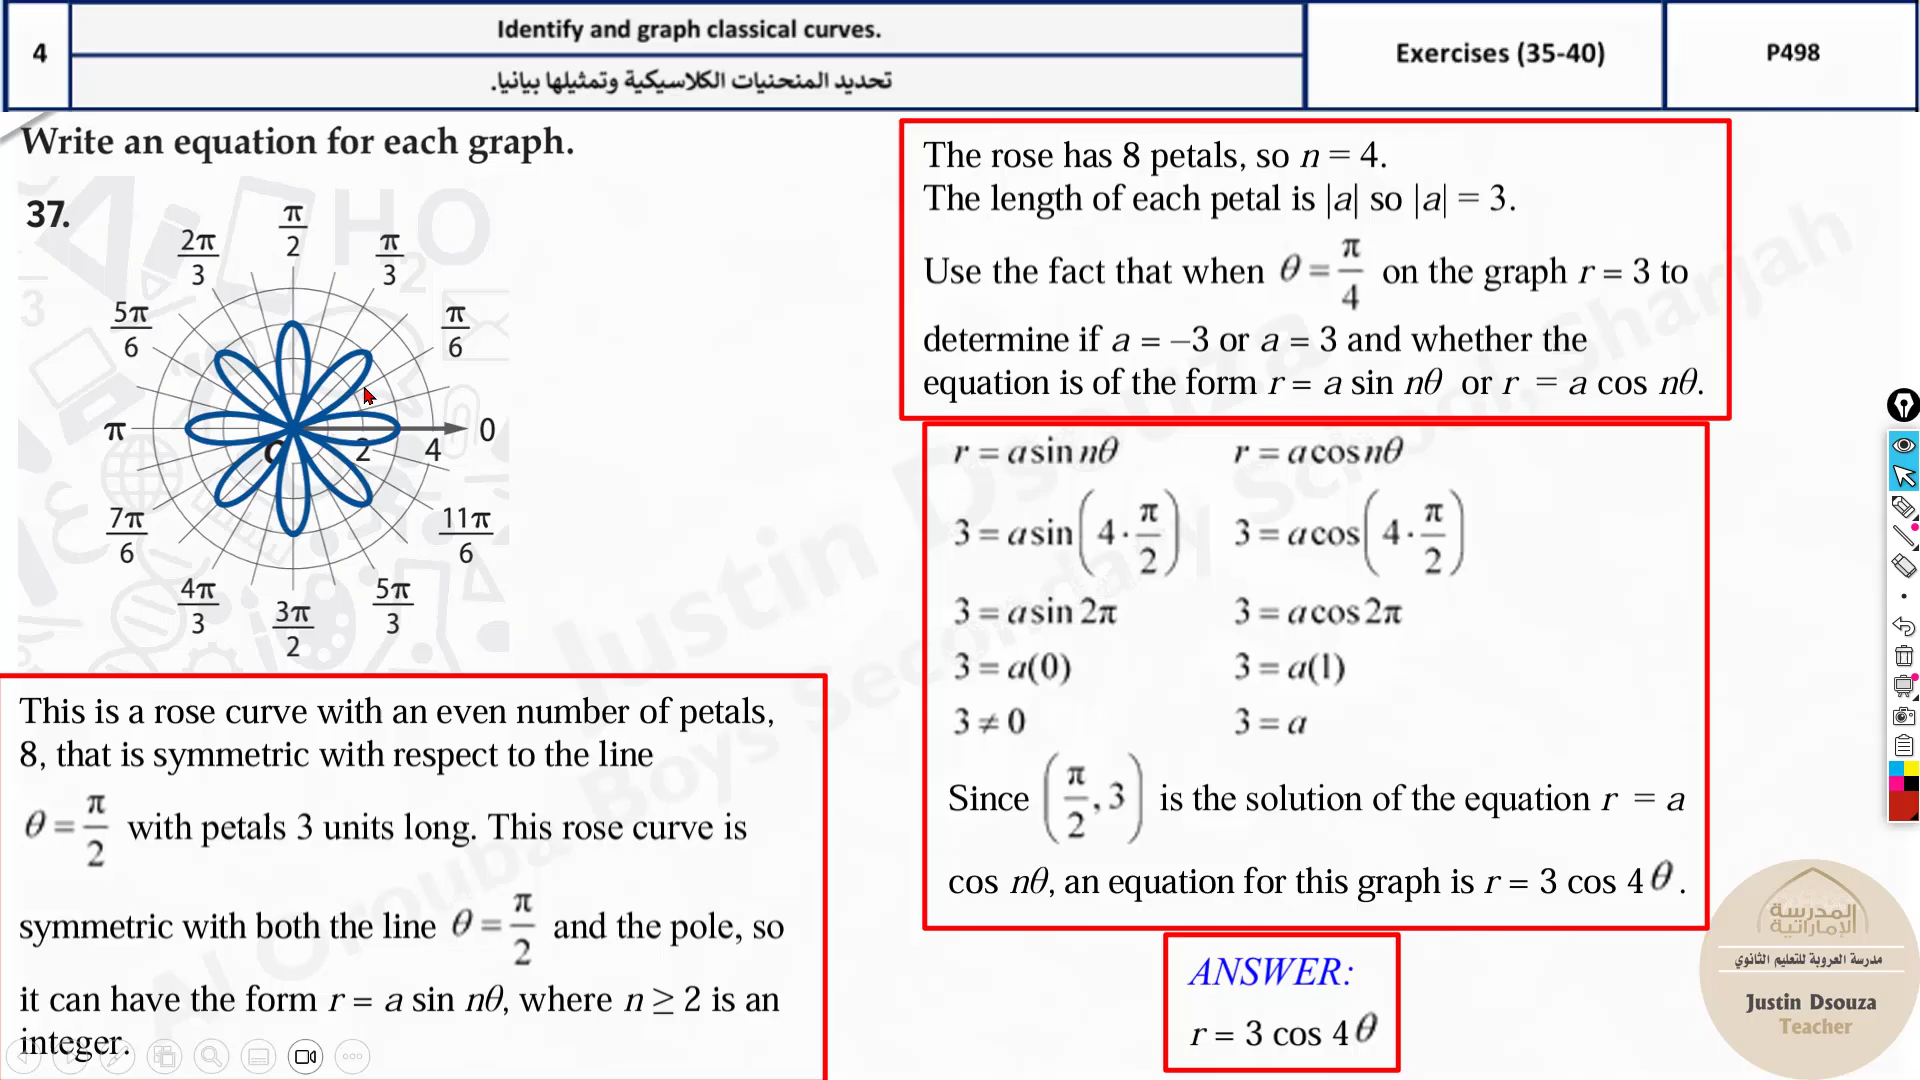 4
Identify and graph classical curves.
تحديد المنحنيات الكلاسيكية وتمثيلها بيانيا.
Exercises (35-40)
P498
Write an equation for each graph.
37.
π/2
2π/3
π/3
5π/6
π/6
π
0
2
4
7π/6
11π/6
4π/3
3π/2
5π/3
This is a rose curve with an even number of petals,
8, that is symmetric with respect to the line
θ = π/2 with petals 3 units long. This rose curve is
symmetric with both the line θ = π/2 and the pole, so
it can have the form r = a sin nθ, where n ≥ 2 is an
integer.
The rose has 8 petals, so n = 4.
The length of each petal is |a| so |a| = 3.
Use the fact that when θ = π/4 on the graph r = 3 to
determine if a = –3 or a = 3 and whether the
equation is of the form r = a sin nθ or r = a cos nθ.
r = a sin nθ r = a cos nθ
3 = a sin(4 · π/2) 3 = a cos(4 · π/2)
3 = a sin 2π 3 = a cos 2π
3 = a(0) 3 = a(1)
3 ≠ 0 3 = a
Since (π/2, 3) is the solution of the equation r = a
cos nθ, an equation for this graph is r = 3 cos 4θ.
ANSWER:
r = 3 cos 4θ
Justin Dsouza
Al Orouba Boys Secondary School, Sharjah
المدرسة
الإماراتية
مدرسة العروبة للتعليم الثانوي
Justin Dsouza
Teacher